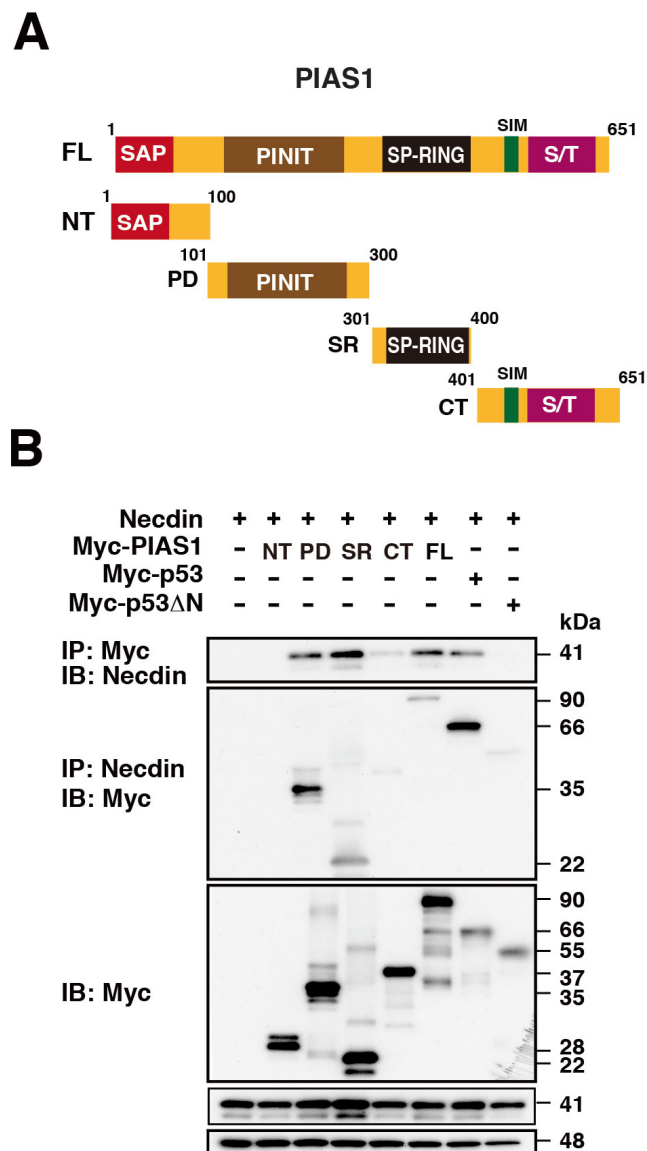 A
PIAS1
1 SIM 651
FL SAP PINIT SP-RING S/T
1 100
NT SAP
101 300
PD PINIT
301 400
SR SP-RING
401 SIM 651
CT S/T
B
Necdin + + + + + + + +
Myc-PIAS1 - NT PD SR CT FL - -
Myc-p53 - - - - - - + -
Myc-p53ΔN - - - - - - - +
kDa
IP: Myc 41
IB: Necdin
90
66
IP: Necdin
IB: Myc 35
22
90
66
55
37
IB: Myc 35
28
22
41
48